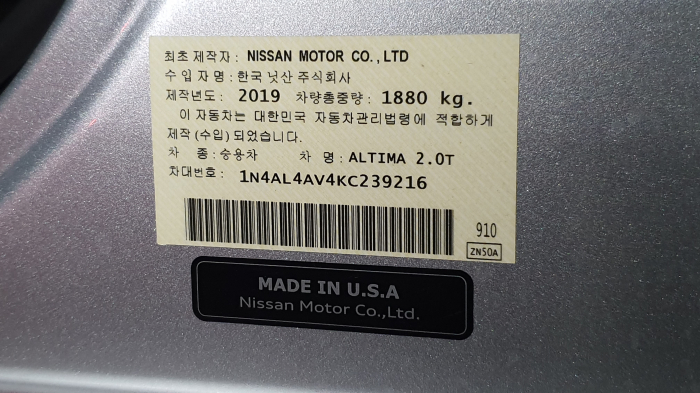 최초 제작자 : NISSAN MOTOR CO.,LTD
수 입 자 명 : 한국 닛산 주식회사
제작년도 : 2019 차량총중량 : 1880 kg.
이 자동차는 대한민국 자동차관리법령에 적합하게
제작 (수입) 되었습니다.
차 종 : 승용차 차 명 : ALTIMA 2.0T
차대번호 : 1N4AL4AV4KC239216
910
ZN50A
MADE IN U.S.A
Nissan Motor Co.,Ltd.